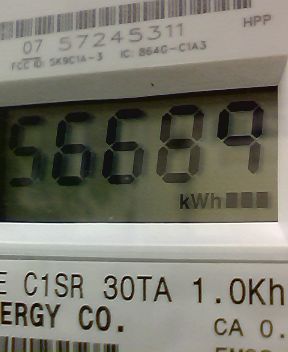 HPP
07 57245311
FCC ID: SK9C1A-3 IC: 864G-C1A3
56689
kWh
E C1SR 30TA 1.0Kh
ERGY CO.
CA 0.